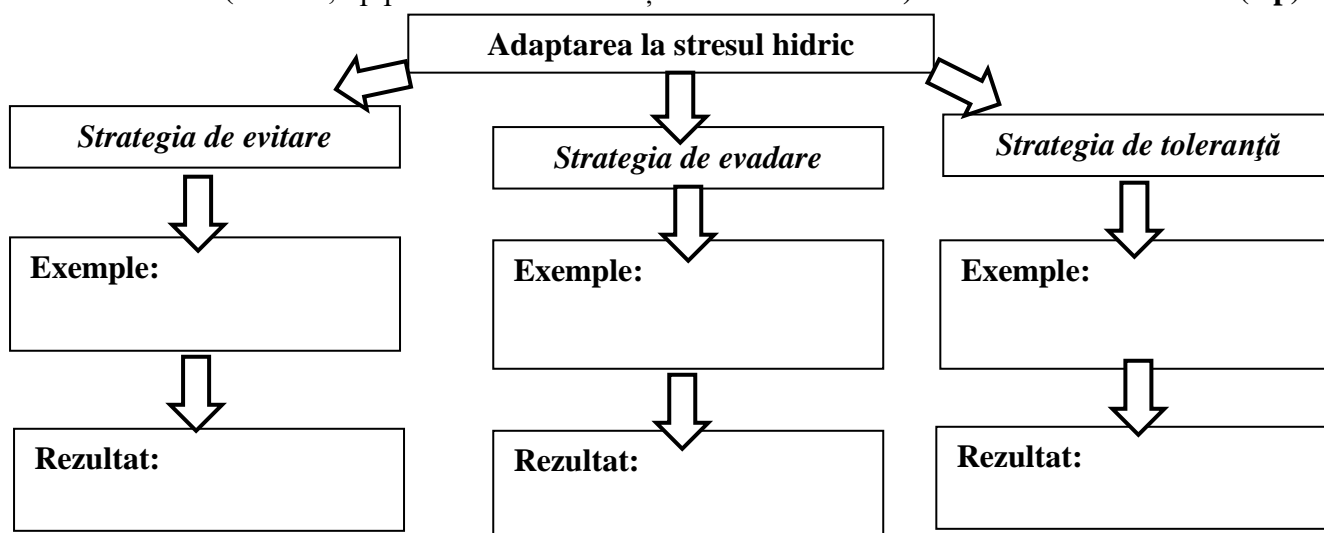 Adaptarea la stresul hidric
Strategia de evitare
Strategia de evadare
Strategia de toleranţă
Exemple:
Exemple:
Exemple:
Rezultat:
Rezultat:
Rezultat: